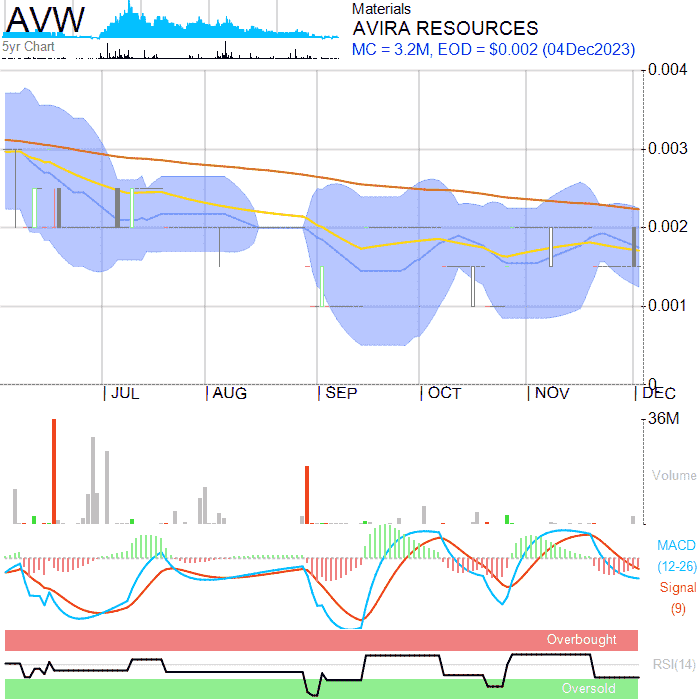 AVW
5yr Chart
Materials
AVIRA RESOURCES
MC = 3.2M, EOD = $0.002 (04Dec2023)
0.004
0.003
0.002
0.001
0
JUL
AUG
SEP
OCT
NOV
DEC
36M
Volume
MACD
(12-26)
Signal
(9)
Overbought
RSI(14)
Oversold